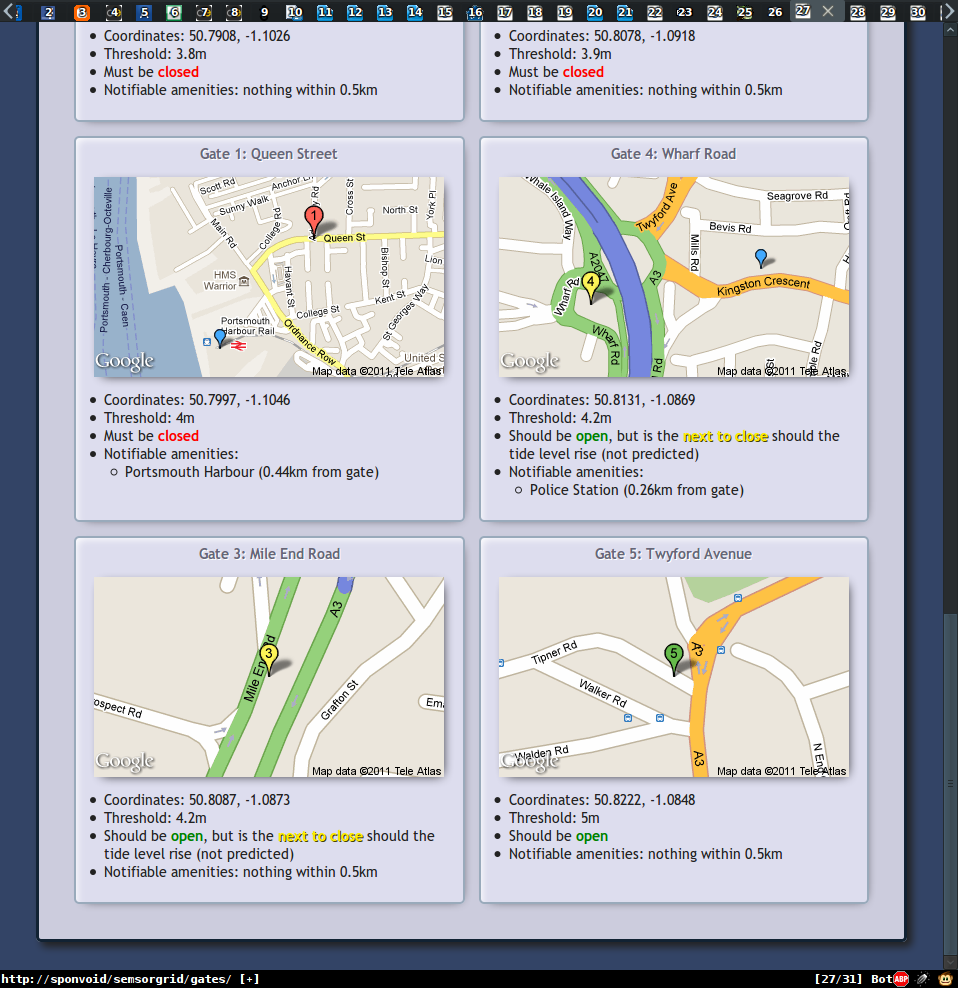 2 3 4 5 6 7 8 9 10 11 12 13 14 15 16 17 18 19 20 21 22 23 24 25 26 27 28 29 30
Coordinates: 50.7908, -1.1026
Threshold: 3.8m
Must be closed
Notifiable amenities: nothing within 0.5km
Coordinates: 50.8078, -1.0918
Threshold: 3.9m
Must be closed
Notifiable amenities: nothing within 0.5km
Gate 1: Queen Street
Scott Rd
Anchor
Sunny Walk
Main Rd
College Rd
Rd
Cross St
North St
York Pl
1
Queen St
Lion
HMS
Warrior
Havant St
Bishop St
Kent St
College St
St Georges Way
Portsmouth
Harbour Rail
Ordnance Row
United S
Portsmouth - Cherbourg-Octeville
Portsmouth - Caen
Google
Map data ©2011 Tele Atlas
Coordinates: 50.7997, -1.1046
Threshold: 4m
Must be closed
Notifiable amenities:
Portsmouth Harbour (0.44km from gate)
Gate 4: Wharf Road
Whale Island Way
Twyford Ave
Seagrove Rd
Bevis Rd
Mills Rd
A2047
A3
4
Wharf Rd
Kingston Crescent
Wharf Rd
Rd
Google
Map data ©2011 Tele Atlas
Coordinates: 50.8131, -1.0869
Threshold: 4.2m
Should be open, but is the next to close should the
tide level rise (not predicted)
Notifiable amenities:
Police Station (0.26km from gate)
Gate 3: Mile End Road
A3
3
Mile End Rd
Grafton St
ospect Rd
Em
Google
Map data ©2011 Tele Atlas
Coordinates: 50.8087, -1.0873
Threshold: 4.2m
Should be open, but is the next to close should the
tide level rise (not predicted)
Notifiable amenities: nothing within 0.5km
Gate 5: Twyford Avenue
Tipner Rd
5
A3
Walker Rd
Walden Rd
A3
N End
Google
Map data ©2011 Tele Atlas
Coordinates: 50.8222, -1.0848
Threshold: 5m
Should be open
Notifiable amenities: nothing within 0.5km
http://sponvoid/semsorgrid/gates/ [+]
[27/31] Bot
ABP